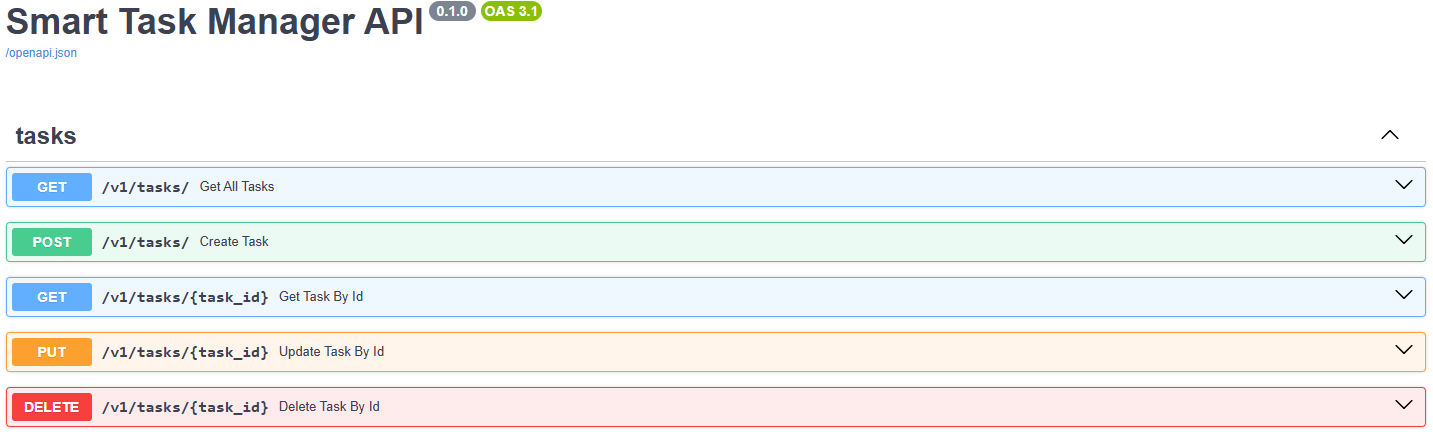 Smart Task Manager API 0.1.0 OAS 3.1
/openapi.json
tasks
GET /v1/tasks/ Get All Tasks
POST /v1/tasks/ Create Task
GET /v1/tasks/{task_id} Get Task By Id
PUT /v1/tasks/{task_id} Update Task By Id
DELETE /v1/tasks/{task_id} Delete Task By Id